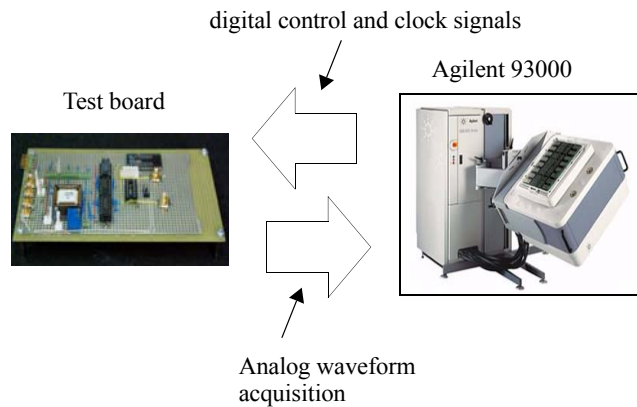 digital control and clock signals
Agilent 93000
Test board
Analog waveform
acquisition